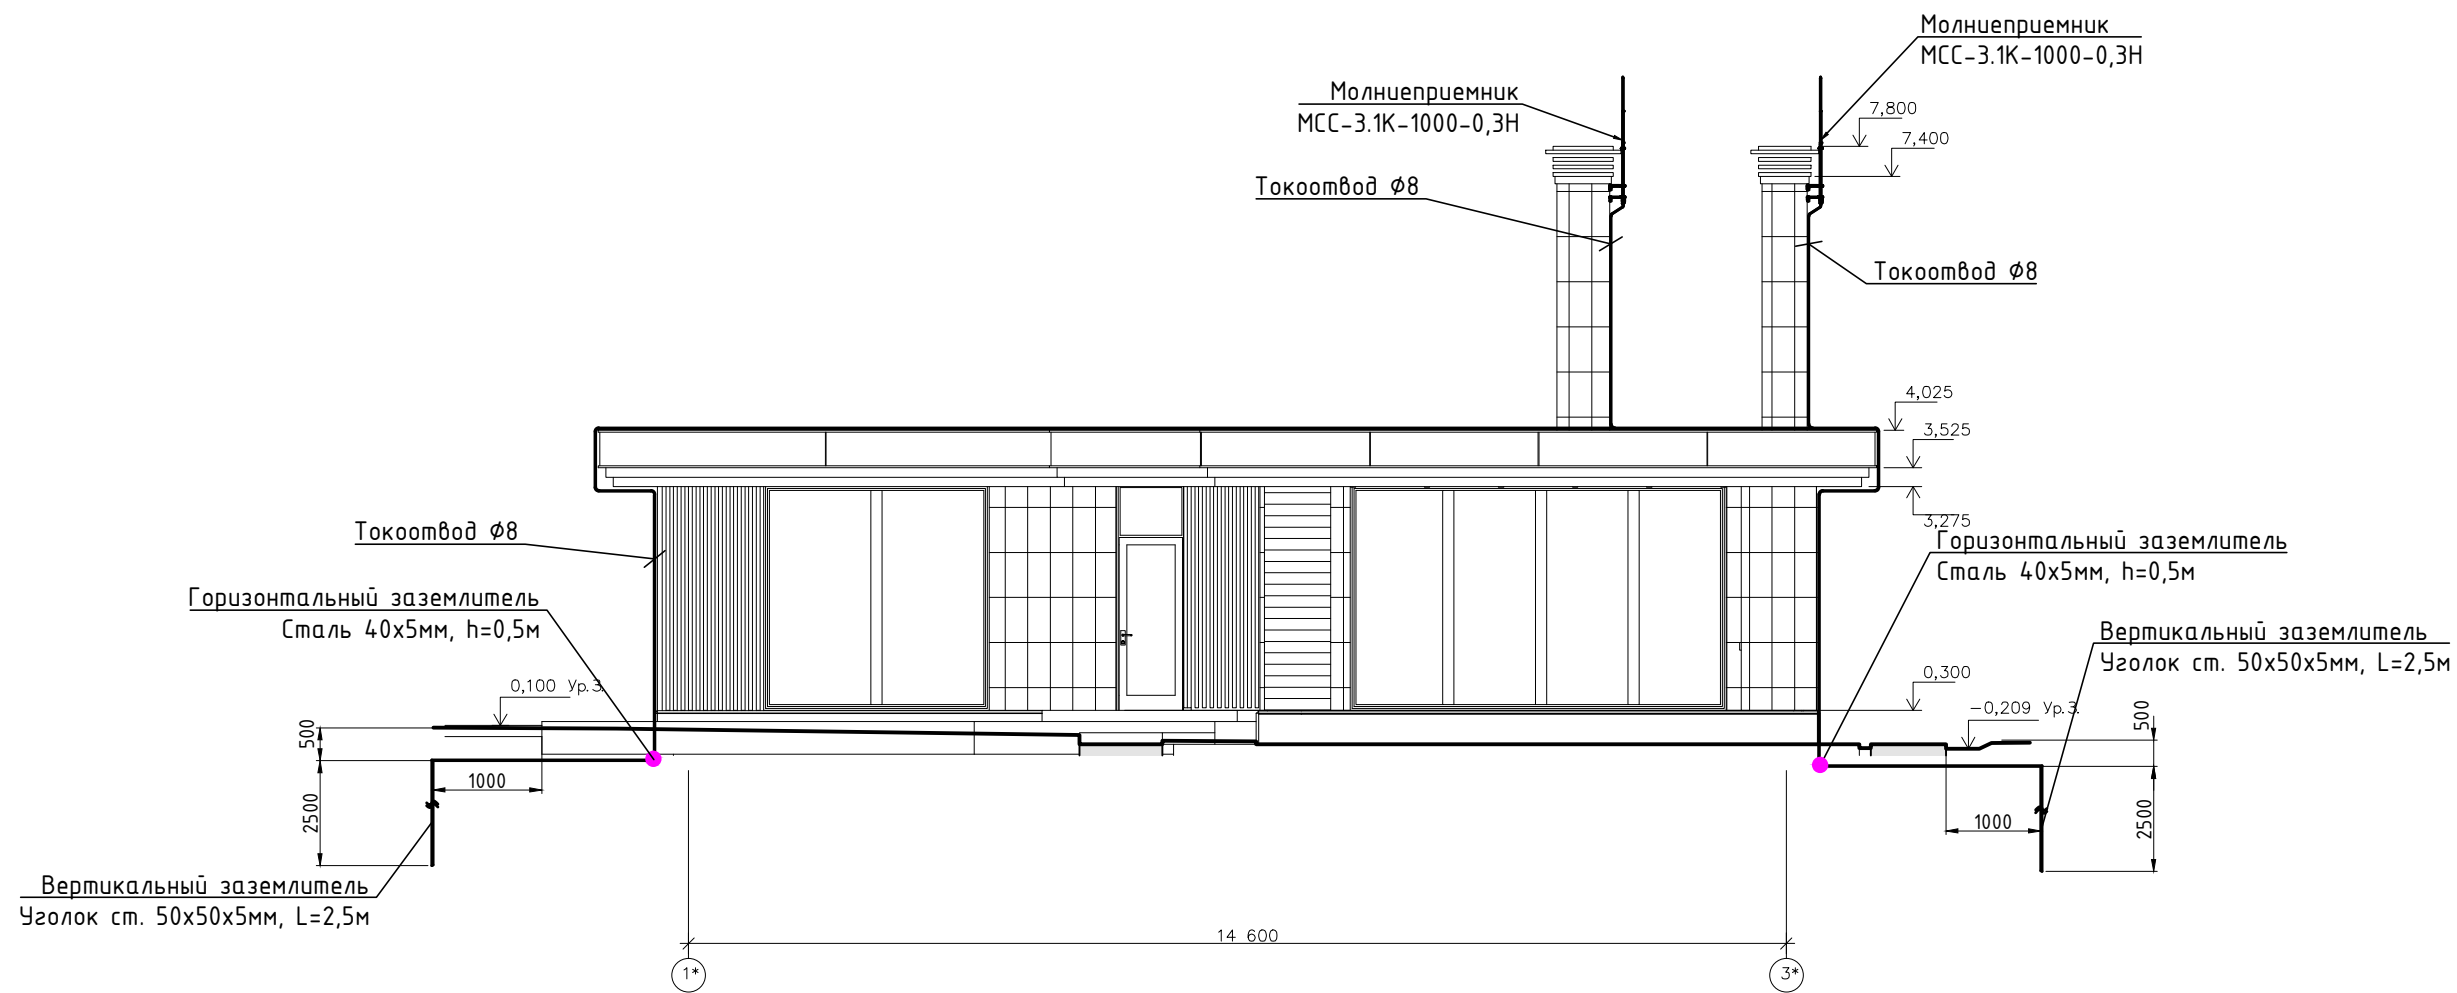 Молниеприемник
МСС-3.1К-1000-0,3Н
Молниеприемник
МСС-3.1К-1000-0,3Н
7,800
7,400
Токоотвод Ø8
Токоотвод Ø8
4,025
3,525
3,275
Токоотвод Ø8
Горизонтальный заземлитель
Сталь 40х5мм, h=0,5м
Горизонтальный заземлитель
Сталь 40х5мм, h=0,5м
Вертикальный заземлитель
Уголок ст. 50х50х5мм, L=2,5м
0,100 Ур.З.
0,300
-0,209 Ур.З.
500
500
1000
2500
1000
2500
Вертикальный заземлитель
Уголок ст. 50х50х5мм, L=2,5м
14 600
1*
3*